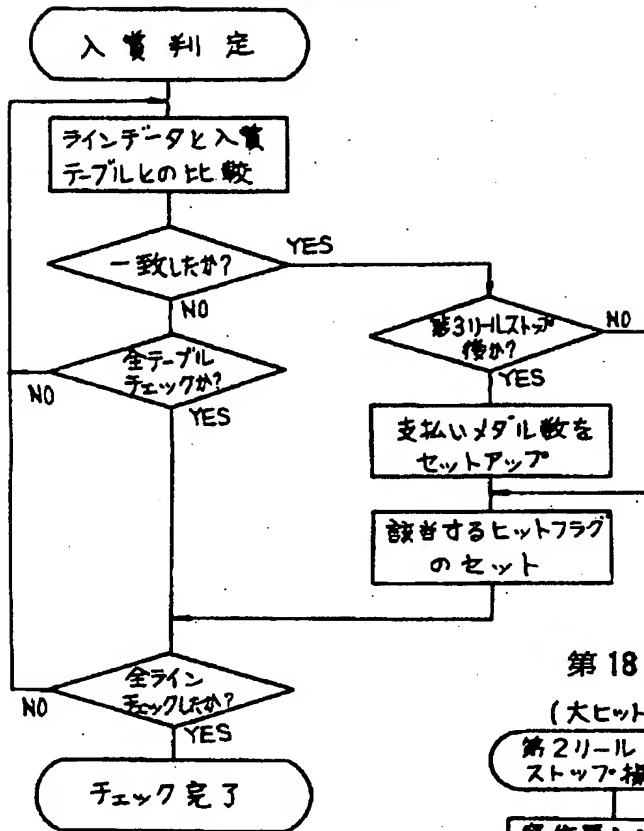 入賞判定
ラインデータと入賞
テーブルとの比較
一致したか?
YES
NO
第3リールストップ
後か?
NO
YES
全テーブル
チェックか?
NO
YES
支払いメダル数を
セットアップ
該当するヒットフラグ
のセット
全ライン
チェックしたか?
NO
YES
チェック完了
第18
(大ヒット
第2リール
ストップ